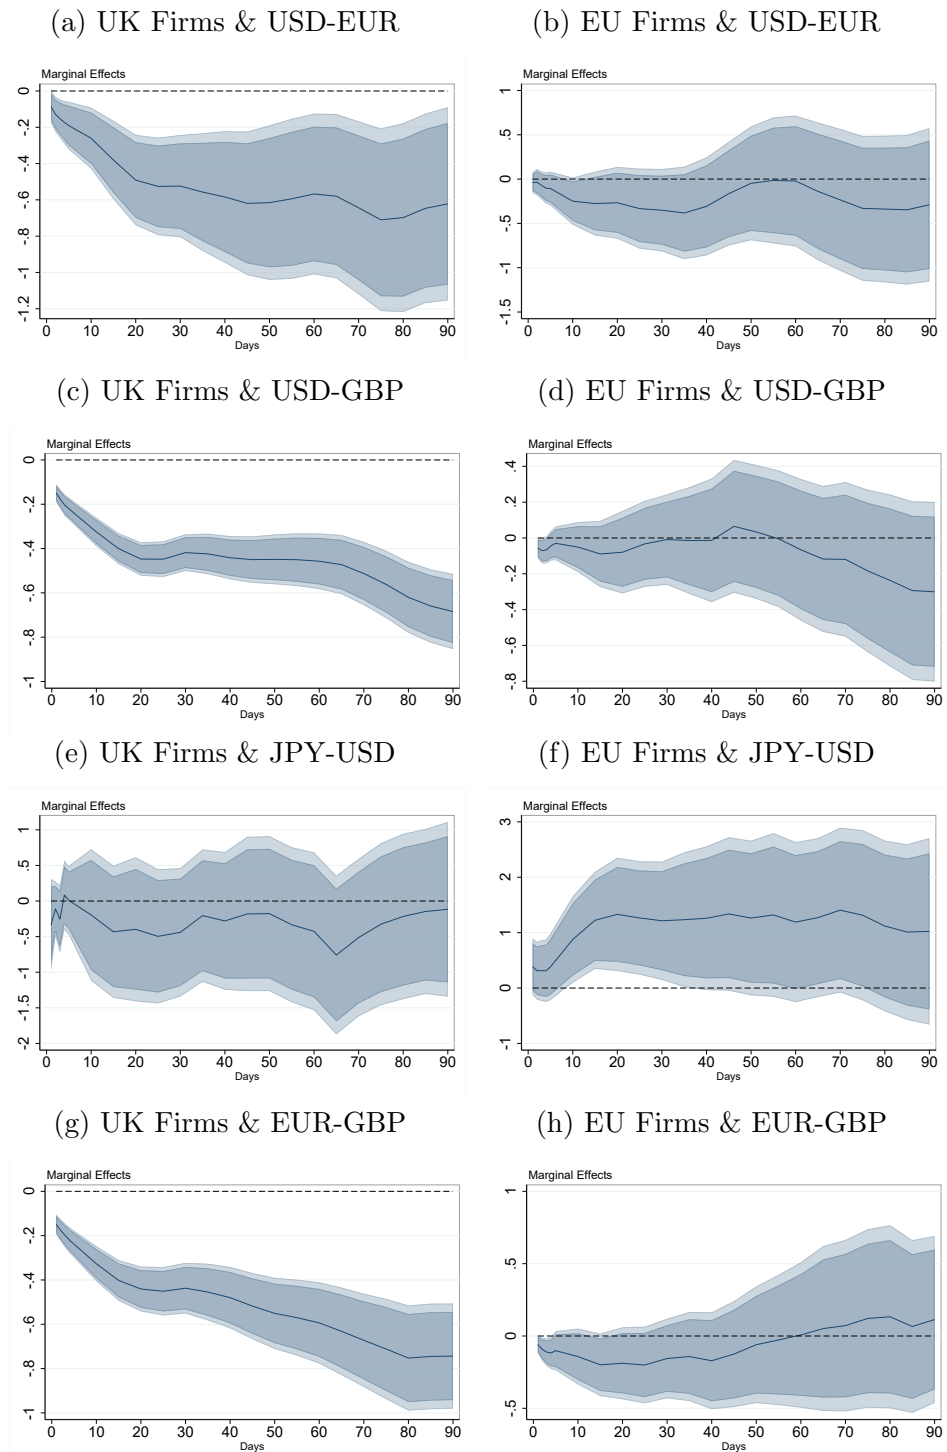 (a) UK Firms & USD-EUR
(b) EU Firms & USD-EUR
Marginal Effects
0
-.2
-.4
-.6
-.8
-1
-1.2
0 10 20 30 40 50 60 70 80 90
Days
Marginal Effects
1
.5
0
-.5
-1
-1.5
0 10 20 30 40 50 60 70 80 90
Days
(c) UK Firms & USD-GBP
(d) EU Firms & USD-GBP
Marginal Effects
0
-.2
-.4
-.6
-.8
-1
0 10 20 30 40 50 60 70 80 90
Days
Marginal Effects
.4
.2
0
-.2
-.4
-.6
-.8
0 10 20 30 40 50 60 70 80 90
Days
(e) UK Firms & JPY-USD
(f) EU Firms & JPY-USD
Marginal Effects
1
.5
0
-.5
-1
-1.5
-2
0 10 20 30 40 50 60 70 80 90
Days
Marginal Effects
3
2
1
0
-1
0 10 20 30 40 50 60 70 80 90
Days
(g) UK Firms & EUR-GBP
(h) EU Firms & EUR-GBP
Marginal Effects
0
-.2
-.4
-.6
-.8
-1
0 10 20 30 40 50 60 70 80 90
Days
Marginal Effects
1
.5
0
-.5
0 10 20 30 40 50 60 70 80 90
Days